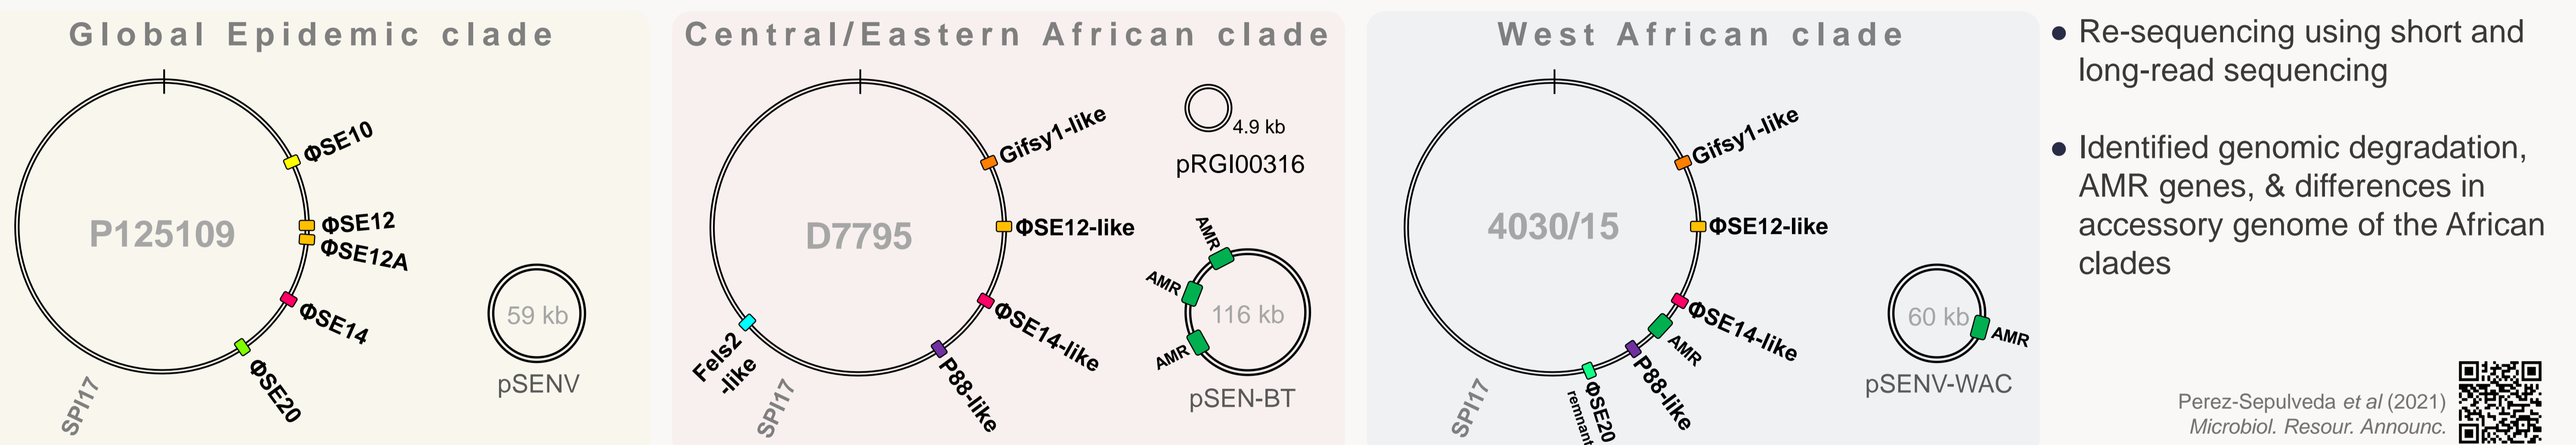 Global Epidemic clade
P125109
ΦSE10
ΦSE12
ΦSE12A
ΦSE14
ΦSE20
SPI17
59 kb
pSENV
Central/Eastern African clade
D7795
Gifsy1-like
ΦSE12-like
ΦSE14-like
P88-like
Fels2
-like
SPI17
4.9 kb
pRGI00316
AMR
AMR
AMR
116 kb
pSEN-BT
West African clade
4030/15
Gifsy1-like
ΦSE12-like
ΦSE14-like
AMR
P88-like
ΦSE20
remnant
SPI17
60 kb
AMR
pSENV-WAC
● Re-sequencing using short and
long-read sequencing
● Identified genomic degradation,
AMR genes, & differences in
accessory genome of the African
clades
Perez-Sepulveda et al (2021)
Microbiol. Resour. Announc.